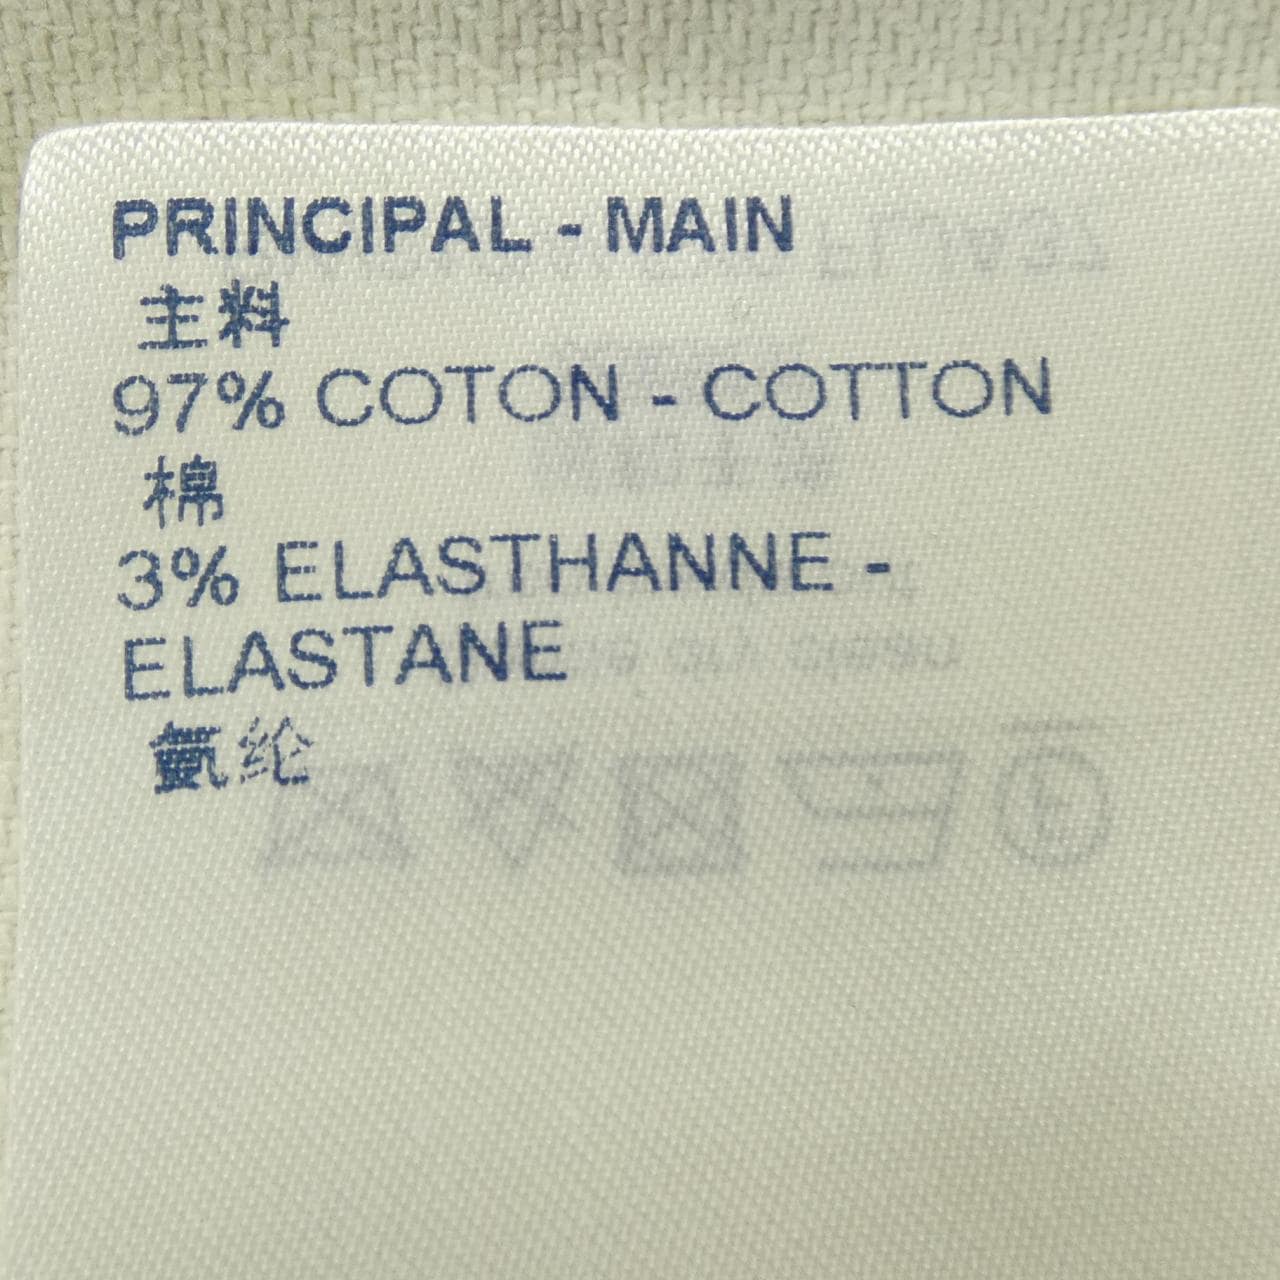 PRINCIPAL - MAIN
主料
97% COTON - COTTON
棉
3% ELASTHANNE -
ELASTANE
氨纶